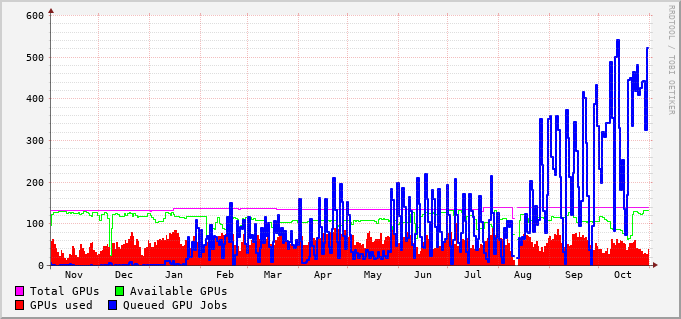 600
500
400
300
200
100
0
Nov Dec Jan Feb Mar Apr May Jun Jul Aug Sep Oct
Total GPUs Available GPUs
GPUs used Queued GPU Jobs
RRDTOOL / TOBI OETIKER